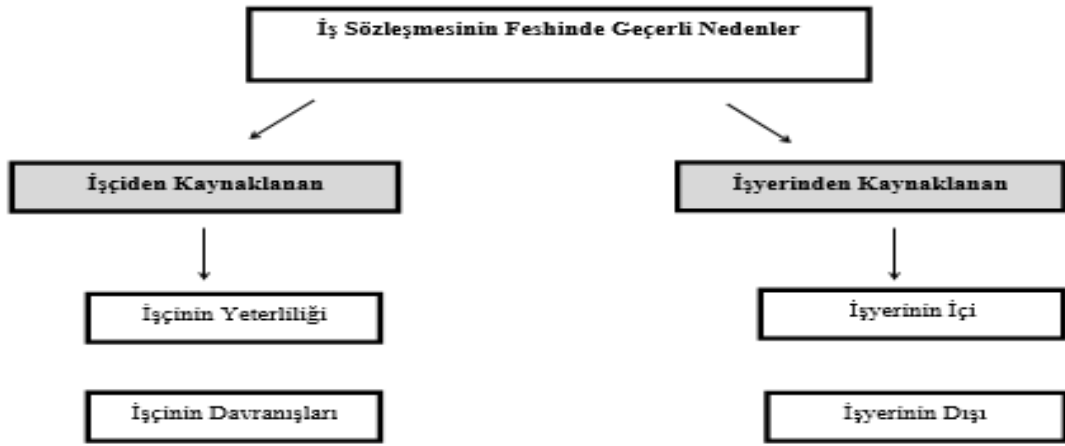 İş Sözleşmesinin Feshinde Geçerli Nedenler
İşçiden Kaynaklanan
İşyerinden Kaynaklanan
İşçinin Yeterliliği
İşyerinin İçi
İşçinin Davranışları
İşyerinin Dışı